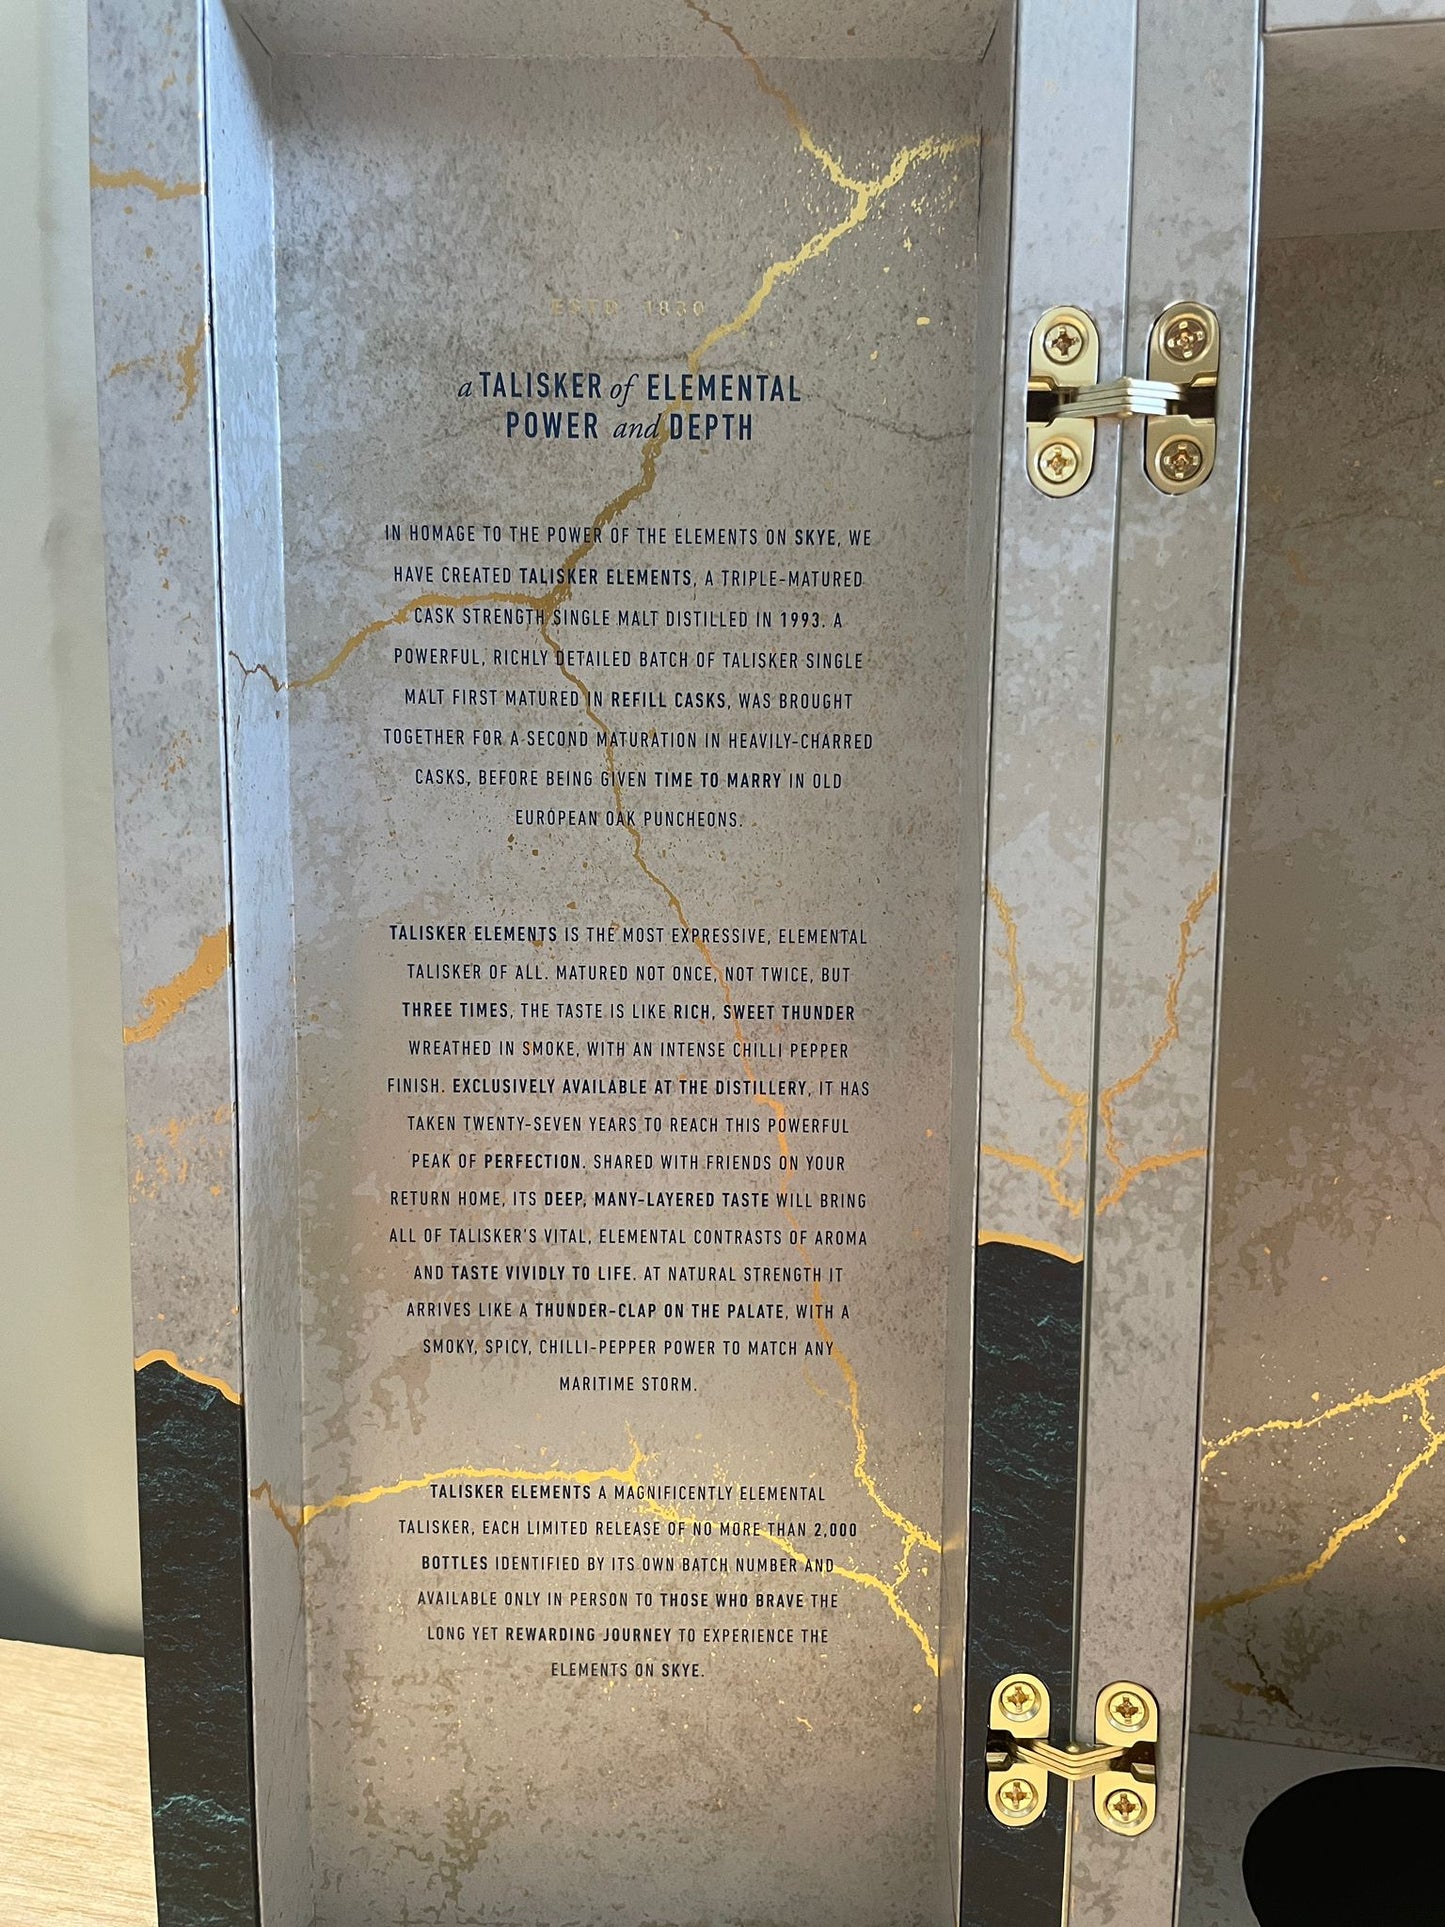 ESTD 1830
a TALISKER of ELEMENTAL
POWER and DEPTH
IN HOMAGE TO THE POWER OF THE ELEMENTS ON SKYE, WE
HAVE CREATED TALISKER ELEMENTS, A TRIPLE-MATURED
CASK STRENGTH SINGLE MALT DISTILLED IN 1993. A
POWERFUL, RICHLY DETAILED BATCH OF TALISKER SINGLE
MALT FIRST MATURED IN REFILL CASKS, WAS BROUGHT
TOGETHER FOR A SECOND MATURATION IN HEAVILY-CHARRED
CASKS, BEFORE BEING GIVEN TIME TO MARRY IN OLD
EUROPEAN OAK PUNCHEONS.
TALISKER ELEMENTS IS THE MOST EXPRESSIVE, ELEMENTAL
TALISKER OF ALL. MATURED NOT ONCE, NOT TWICE, BUT
THREE TIMES, THE TASTE IS LIKE RICH, SWEET THUNDER
WREATHED IN SMOKE, WITH AN INTENSE CHILLI PEPPER
FINISH. EXCLUSIVELY AVAILABLE AT THE DISTILLERY, IT HAS
TAKEN TWENTY-SEVEN YEARS TO REACH THIS POWERFUL
PEAK OF PERFECTION. SHARED WITH FRIENDS ON YOUR
RETURN HOME, ITS DEEP, MANY-LAYERED TASTE WILL BRING
ALL OF TALISKER'S VITAL, ELEMENTAL CONTRASTS OF AROMA
AND TASTE VIVIDLY TO LIFE. AT NATURAL STRENGTH IT
ARRIVES LIKE A THUNDER-CLAP ON THE PALATE, WITH A
SMOKY, SPICY, CHILLI-PEPPER POWER TO MATCH ANY
MARITIME STORM.
TALISKER ELEMENTS A MAGNIFICENTLY ELEMENTAL
TALISKER, EACH LIMITED RELEASE OF NO MORE THAN 2,000
BOTTLES IDENTIFIED BY ITS OWN BATCH NUMBER AND
AVAILABLE ONLY IN PERSON TO THOSE WHO BRAVE THE
LONG YET REWARDING JOURNEY TO EXPERIENCE THE
ELEMENTS ON SKYE.